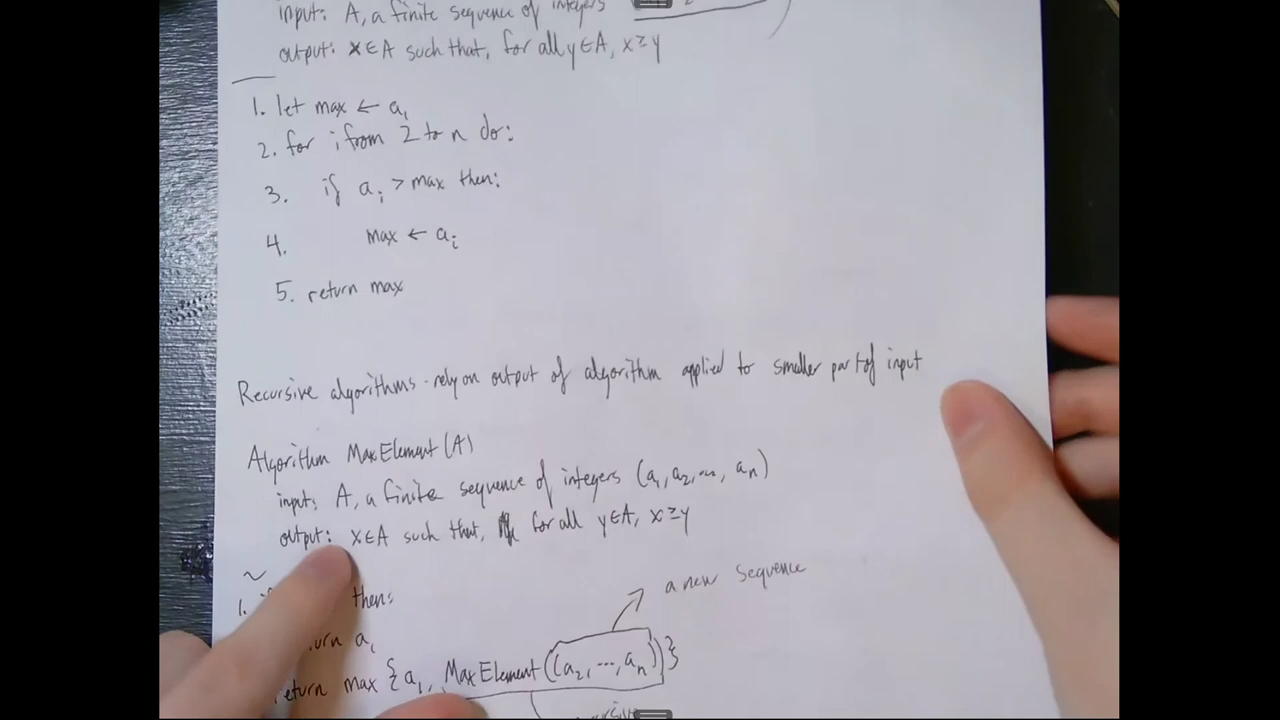 input: A, a finite sequence of integers
output: x∈A such that, for all y∈A, x≥y
1. let max ← a₁
2. for i from 2 to n do:
3. if aᵢ > max then:
4. max ← aᵢ
5. return max
Recursive algorithms - rely on output of algorithm applied to smaller part of input
Algorithm MaxElement(A)
input: A, a finite sequence of integers (a₁, a₂, ..., aₙ)
output: x∈A such that, for all y∈A, x≥y
a new sequence
1. then:
a₁
return max {a₁, MaxElement((a₂, ..., aₙ))}